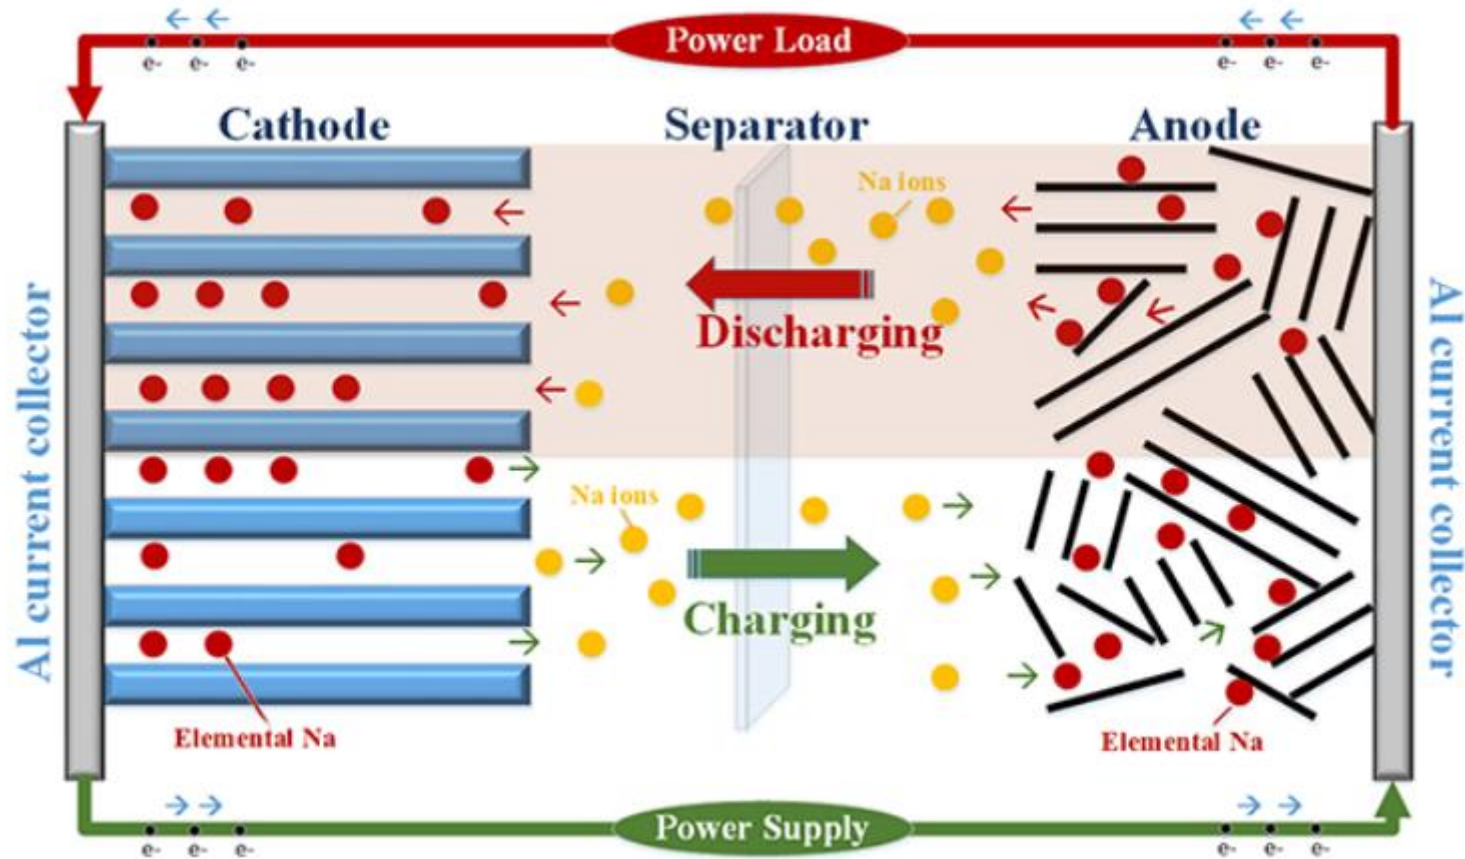 Power Load
e- e- e-
e- e- e-
Cathode
Separator
Anode
Na ions
Discharging
Al current collector
Al current collector
Na ions
Charging
Elemental Na
Elemental Na
Power Supply
e- e- e-
e- e- e-